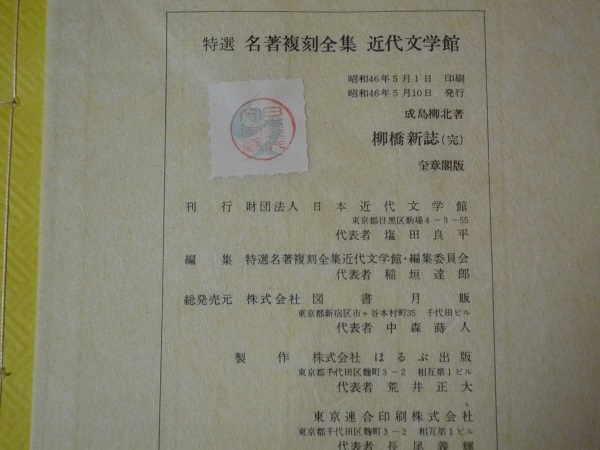 特選 名著複刻全集 近代文学館
昭和46年5月1日 印刷
昭和46年5月10日 発行
成島柳北著
柳橋新誌(完)
奎章閣版
刊行 財団法人 日本近代文学館
東京都目黒区駒場4-3-55
代表者 塩田良平
編集 特選名著複刻全集近代文学館・編集委員会
代表者 稲垣達郎
総発売元 株式会社 図書月販
東京都新宿区市ヶ谷本村町35 千代田ビル
代表者 中森蒔人
製作 株式会社 ほるぷ出版
東京都千代田区麹町3-2 相互第1ビル
代表者 荒井正大
東京連合印刷株式会社
東京都千代田区麹町3-2 相互第1ビル
代表者 長尾義輝